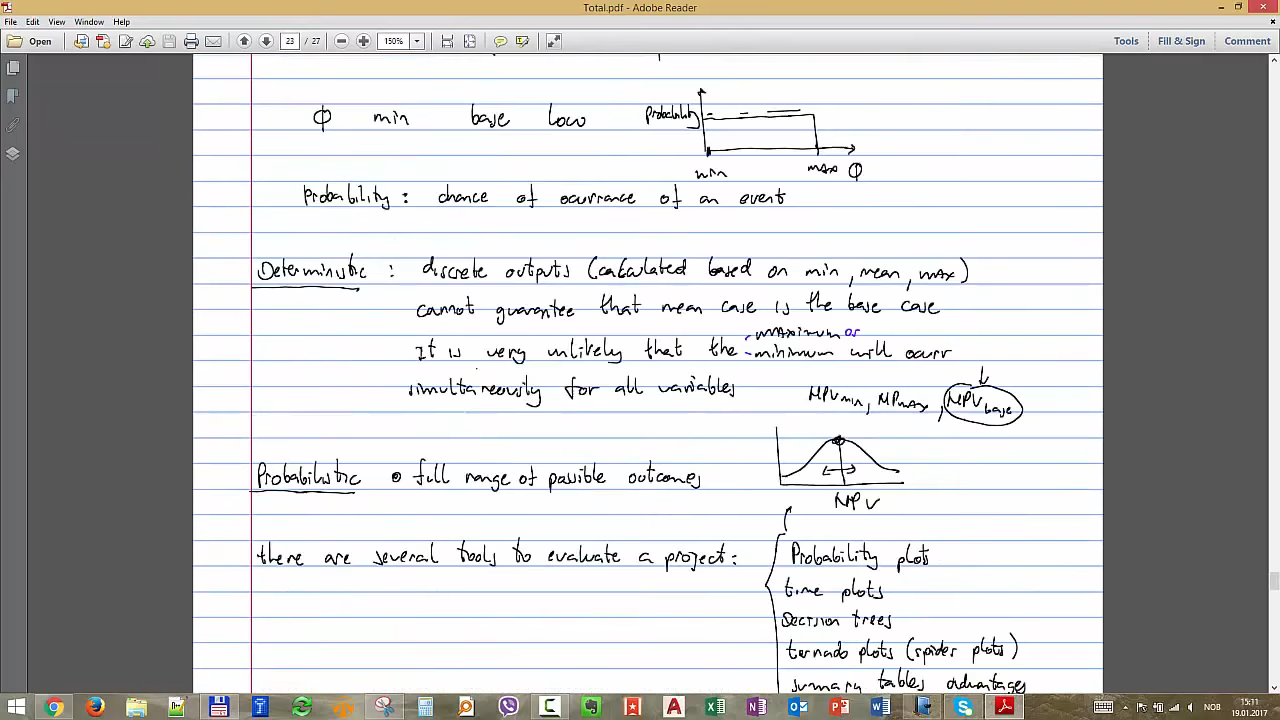 Total.pdf - Adobe Reader
File Edit View Window Help
Open 23 / 27 150% Tools Fill & Sign Comment
Φ min base low Probability
min max Φ
Probability : chance of ocurrance of an event
Deterministic : discrete outputs (calculated based on min, mean, max)
cannot guarantee that mean case is the base case
maximum or
It is very unlikely that the minimum will ocurr
simultaneously for all variables
NPVmin, NPVmax, NPVbase
Probabilistic • full range of possible outcomes
NPV
there are several tools to evaluate a project:
Probability plots
time plots
Decision trees
tornado plots (spider plots)
summary tables advantages
NOB 15:11
19.01.2017